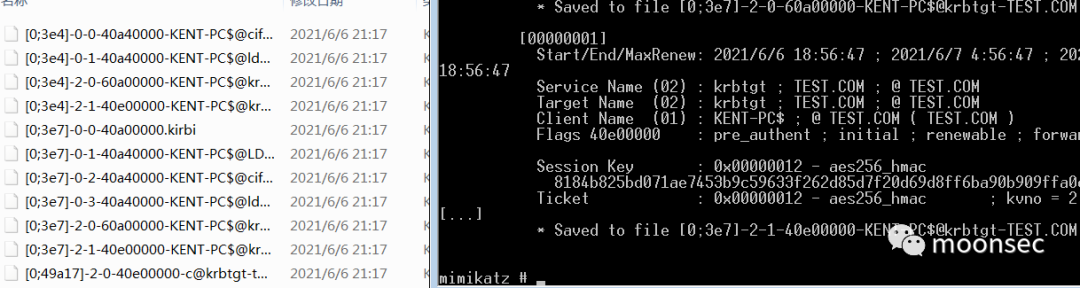 名称
修改日期
[0;3e4]-0-0-40a40000-KENT-PC$@cif...
2021/6/6 21:17
[0;3e4]-0-1-40a40000-KENT-PC$@ld...
2021/6/6 21:17
[0;3e4]-2-0-60a00000-KENT-PC$@kr...
2021/6/6 21:17
[0;3e4]-2-1-40e00000-KENT-PC$@kr...
2021/6/6 21:17
[0;3e7]-0-0-40a00000.kirbi
2021/6/6 21:17
[0;3e7]-0-1-40a40000-KENT-PC$@LD...
2021/6/6 21:17
[0;3e7]-0-2-40a40000-KENT-PC$@cif...
2021/6/6 21:17
[0;3e7]-0-3-40a40000-KENT-PC$@ld...
2021/6/6 21:17
[0;3e7]-2-0-60a00000-KENT-PC$@kr...
2021/6/6 21:17
[0;3e7]-2-1-40e00000-KENT-PC$@kr...
2021/6/6 21:17
[0;49a17]-2-0-40e00000-c@krbtgt-t...
2021/6/6 21:17
* Saved to file [0;3e7]-2-0-60a00000-KENT-PC$@krbtgt-TEST.COM
[00000001]
Start/End/MaxRenew: 2021/6/6 18:56:47 ; 2021/6/7 4:56:47 ; 202
18:56:47
Service Name (02) : krbtgt ; TEST.COM ; @ TEST.COM
Target Name (02) : krbtgt ; TEST.COM ; @ TEST.COM
Client Name (01) : KENT-PC$ ; @ TEST.COM ( TEST.COM )
Flags 40e00000 : pre_authent ; initial ; renewable ; forwar
Session Key : 0x00000012 - aes256_hmac
8184b825bd071ae7453b9c59633f262d85d7f20d69d8ff6ba90b909ffa0
Ticket : 0x00000012 - aes256_hmac ; kvno = 2
[...]
* Saved to file [0;3e7]-2-1-40e00000-KENT-PC$@krbtgt-TEST.COM
moonsec
mimikatz #